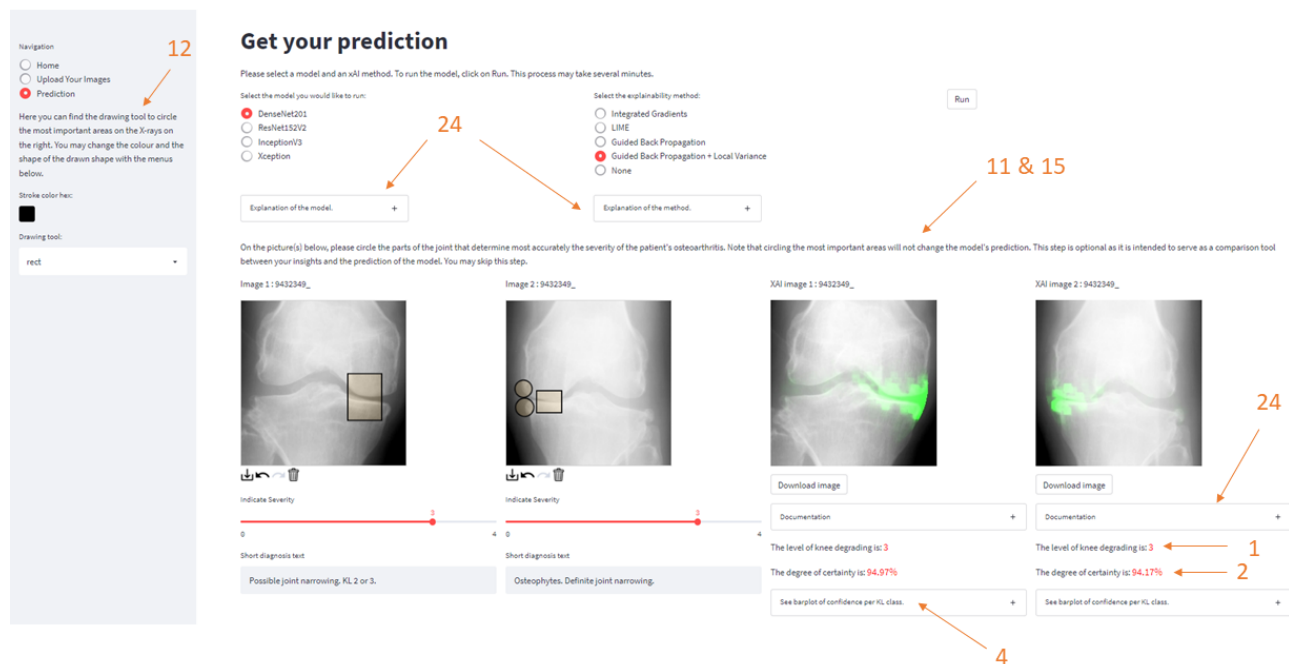 Navigation
12
Home
Upload Your Images
Prediction
Here you can find the drawing tool to circle
the most important areas on the X-rays on
the right. You may change the colour and the
shape of the drawn shape with the menus
below.
Stroke color hex:
Drawing tool:
rect
Get your prediction
Please select a model and an xAI method. To run the model, click on Run. This process may take several minutes.
Select the model you would like to run:
DenseNet201
ResNet152V2
InceptionV3
Xception
24
Select the explainability method:
Integrated Gradients
LIME
Guided Back Propagation
Guided Back Propagation + Local Variance
None
Run
11 & 15
Explanation of the model. +
Explanation of the method. +
On the picture(s) below, please circle the parts of the joint that determine most accurately the severity of the patient's osteoarthritis. Note that circling the most important areas will not change the model's prediction. This step is optional as it is intended to serve as a comparison tool
between your insights and the prediction of the model. You may skip this step.
Image 1 : 9432349_
Indicate Severity
3
0 4
Short diagnosis text
Possible joint narrowing. KL 2 or 3.
Image 2 : 9432349_
Indicate Severity
3
0 4
Short diagnosis text
Osteophytes. Definite joint narrowing.
XAI image 1 : 9432349_
Download image
Documentation +
The level of knee degrading is: 3
The degree of certainty is: 94.97%
See barplot of confidence per KL class. +
4
XAI image 2 : 9432349_
24
Download image
Documentation +
The level of knee degrading is: 3
1
The degree of certainty is: 94.17%
2
See barplot of confidence per KL class. +